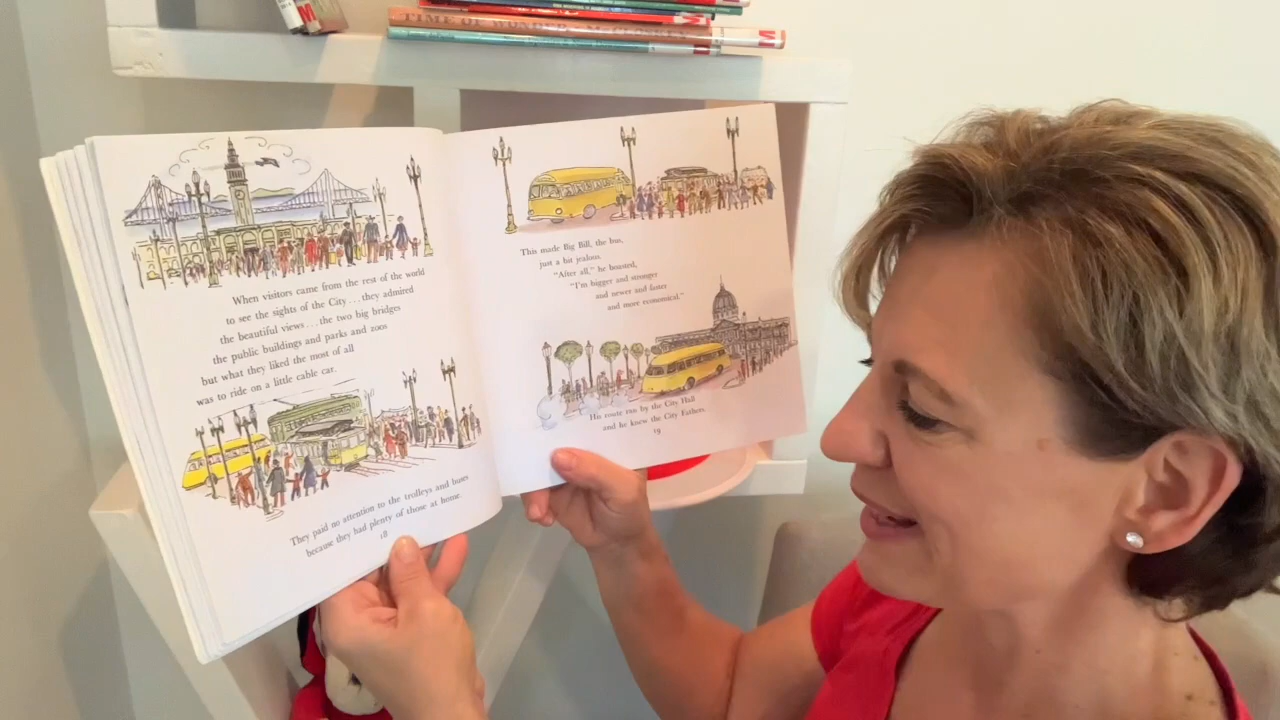 TIME OF WONDER McCLOSKEY
M
M
When visitors came from the rest of the world
to see the sights of the City . . . they admired
the beautiful views . . . the two big bridges
the public buildings and parks and zoos
but what they liked the most of all
was to ride on a little cable car.
They paid no attention to the trolleys and buses
because they had plenty of those at home.
18
This made Big Bill, the bus,
just a bit jealous.
"After all," he boasted,
"I'm bigger and stronger
and newer and faster
and more economical."
His route ran by the City Hall
and he knew the City Fathers.
19